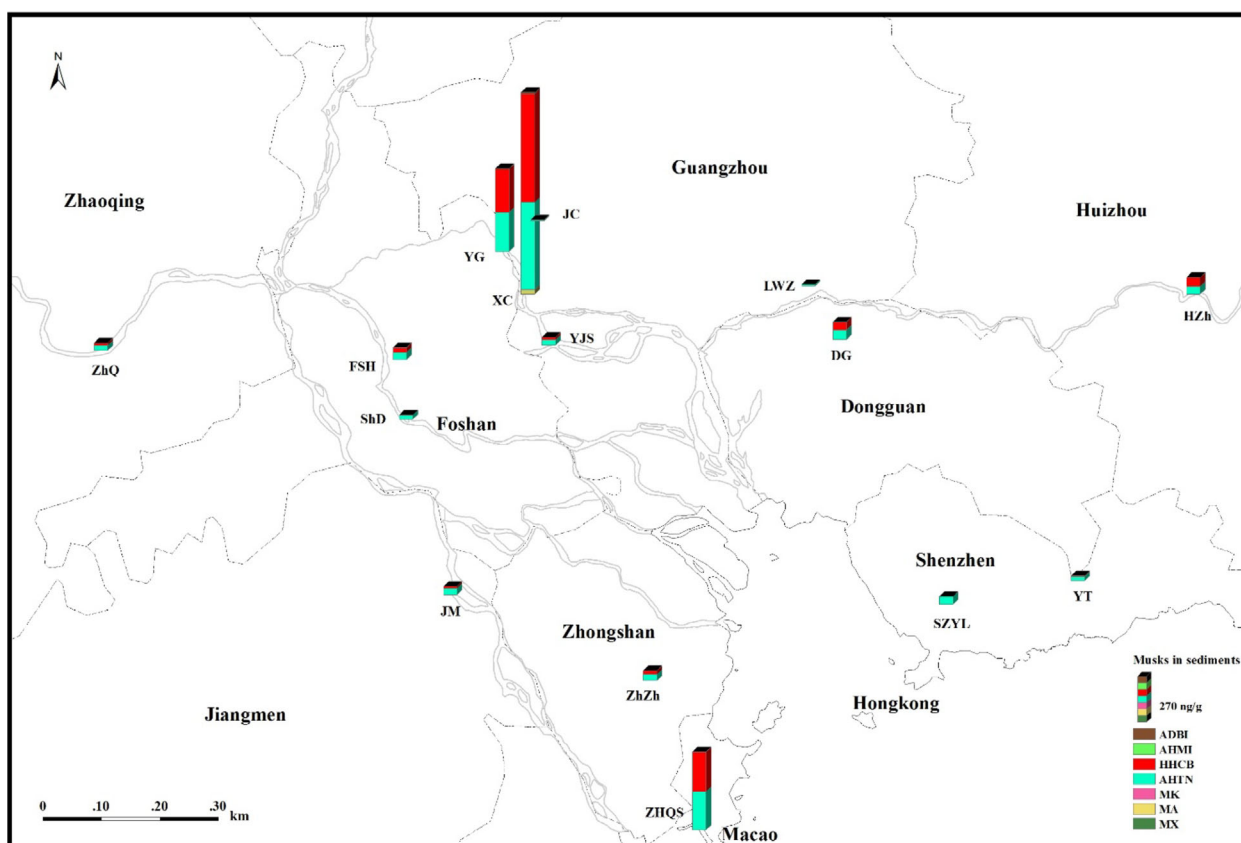 N
Guangzhou
Zhaoqing
Huizhou
JC
YG
XC
LWZ
HZh
YJS
DG
ZhQ
FSH
Dongguan
ShD
Foshan
Shenzhen
YT
SZYL
JM
Zhongshan
ZhZh
Musks in sediments
270 ng/g
Hongkong
Jiangmen
ADBI
AHMI
HHCB
AHTN
MK
MA
MX
0 .10 .20 .30 km
ZHQS
Macao